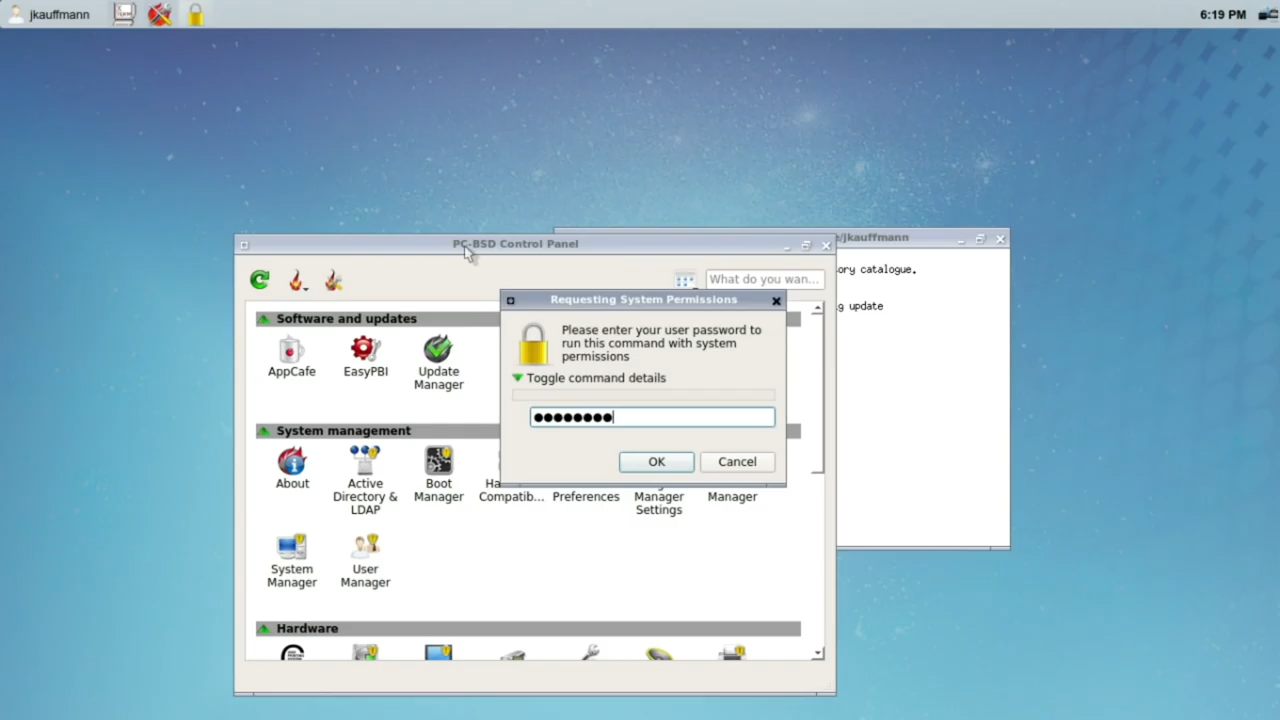 jkauffmann
6:19 PM
PC-BSD Control Panel
/jkauffmann
What do you wan...
ory catalogue.
g update
Requesting System Permissions
Please enter your user password to
run this command with system
permissions
Toggle command details
●●●●●●●●
OK
Cancel
Software and updates
AppCafe
EasyPBI
Update
Manager
System management
About
Active
Directory &
LDAP
Boot
Manager
Ha
Compatib...
Preferences
Manager
Settings
Manager
System
Manager
User
Manager
Hardware